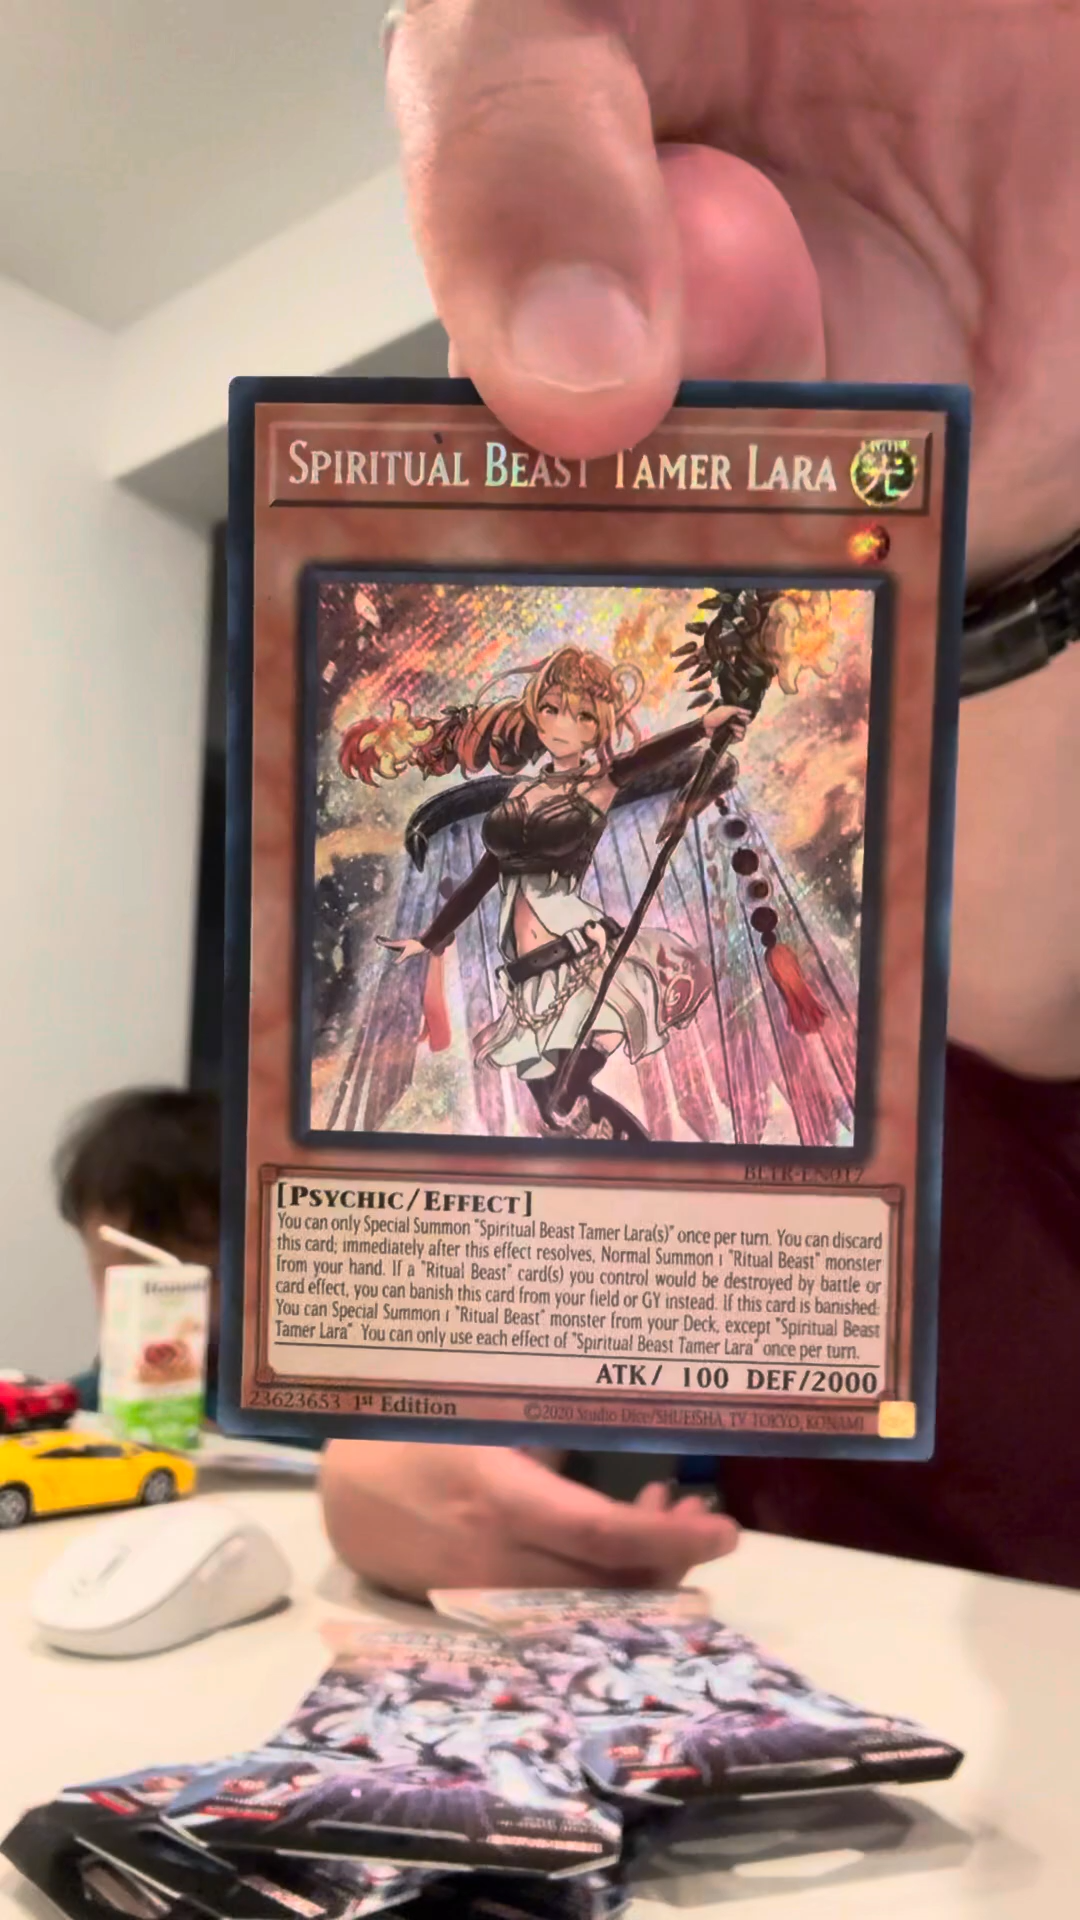 SPIRITUAL BEAST TAMER LARA
光
BLTR-EN017
[PSYCHIC/EFFECT]
You can only Special Summon "Spiritual Beast Tamer Lara(s)" once per turn. You can discard
this card; immediately after this effect resolves, Normal Summon 1 "Ritual Beast" monster
from your hand. If a "Ritual Beast" card(s) you control would be destroyed by battle or
card effect, you can banish this card from your field or GY instead. If this card is banished:
You can Special Summon 1 "Ritual Beast" monster from your Deck, except "Spiritual Beast
Tamer Lara" You can only use each effect of "Spiritual Beast Tamer Lara" once per turn.
ATK/ 100 DEF/2000
23623653 1st Edition
©2020 Studio Dice/SHUEISHA, TV TOKYO, KONAMI